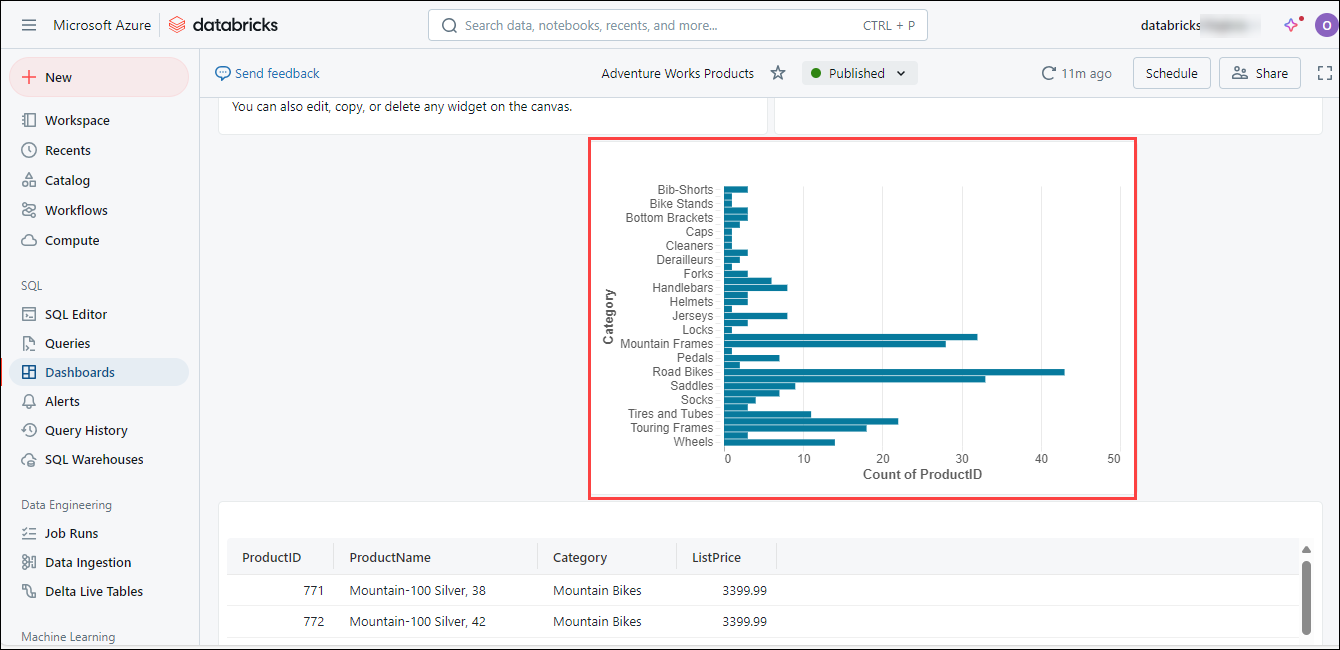 Microsoft Azure databricks Search data, notebooks, recents, and more... CTRL + P databricks O
New Send feedback Adventure Works Products Published 11m ago Schedule Share
You can also edit, copy, or delete any widget on the canvas.
Workspace
Recents
Catalog
Workflows
Compute
SQL
SQL Editor
Queries
Dashboards
Alerts
Query History
SQL Warehouses
Data Engineering
Job Runs
Data Ingestion
Delta Live Tables
Machine Learning
Category
Bib-Shorts
Bike Stands
Bottom Brackets
Caps
Cleaners
Derailleurs
Forks
Handlebars
Helmets
Jerseys
Locks
Mountain Frames
Pedals
Road Bikes
Saddles
Socks
Tires and Tubes
Touring Frames
Wheels
0 10 20 30 40 50
Count of ProductID
ProductID ProductName Category ListPrice
771 Mountain-100 Silver, 38 Mountain Bikes 3399.99
772 Mountain-100 Silver, 42 Mountain Bikes 3399.99